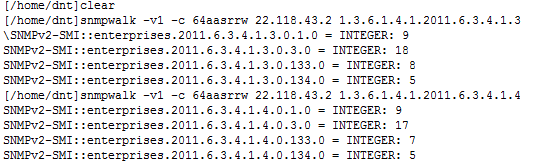 [/home/dnt]clear
[/home/dnt]snmpwalk -v1 -c 64aasrrw 22.118.43.2 1.3.6.1.4.1.2011.6.3.4.1.3
\SNMPv2-SMI::enterprises.2011.6.3.4.1.3.0.1.0 = INTEGER: 9
SNMPv2-SMI::enterprises.2011.6.3.4.1.3.0.3.0 = INTEGER: 18
SNMPv2-SMI::enterprises.2011.6.3.4.1.3.0.133.0 = INTEGER: 8
SNMPv2-SMI::enterprises.2011.6.3.4.1.3.0.134.0 = INTEGER: 5
[/home/dnt]snmpwalk -v1 -c 64aasrrw 22.118.43.2 1.3.6.1.4.1.2011.6.3.4.1.4
SNMPv2-SMI::enterprises.2011.6.3.4.1.4.0.1.0 = INTEGER: 9
SNMPv2-SMI::enterprises.2011.6.3.4.1.4.0.3.0 = INTEGER: 17
SNMPv2-SMI::enterprises.2011.6.3.4.1.4.0.133.0 = INTEGER: 7
SNMPv2-SMI::enterprises.2011.6.3.4.1.4.0.134.0 = INTEGER: 5